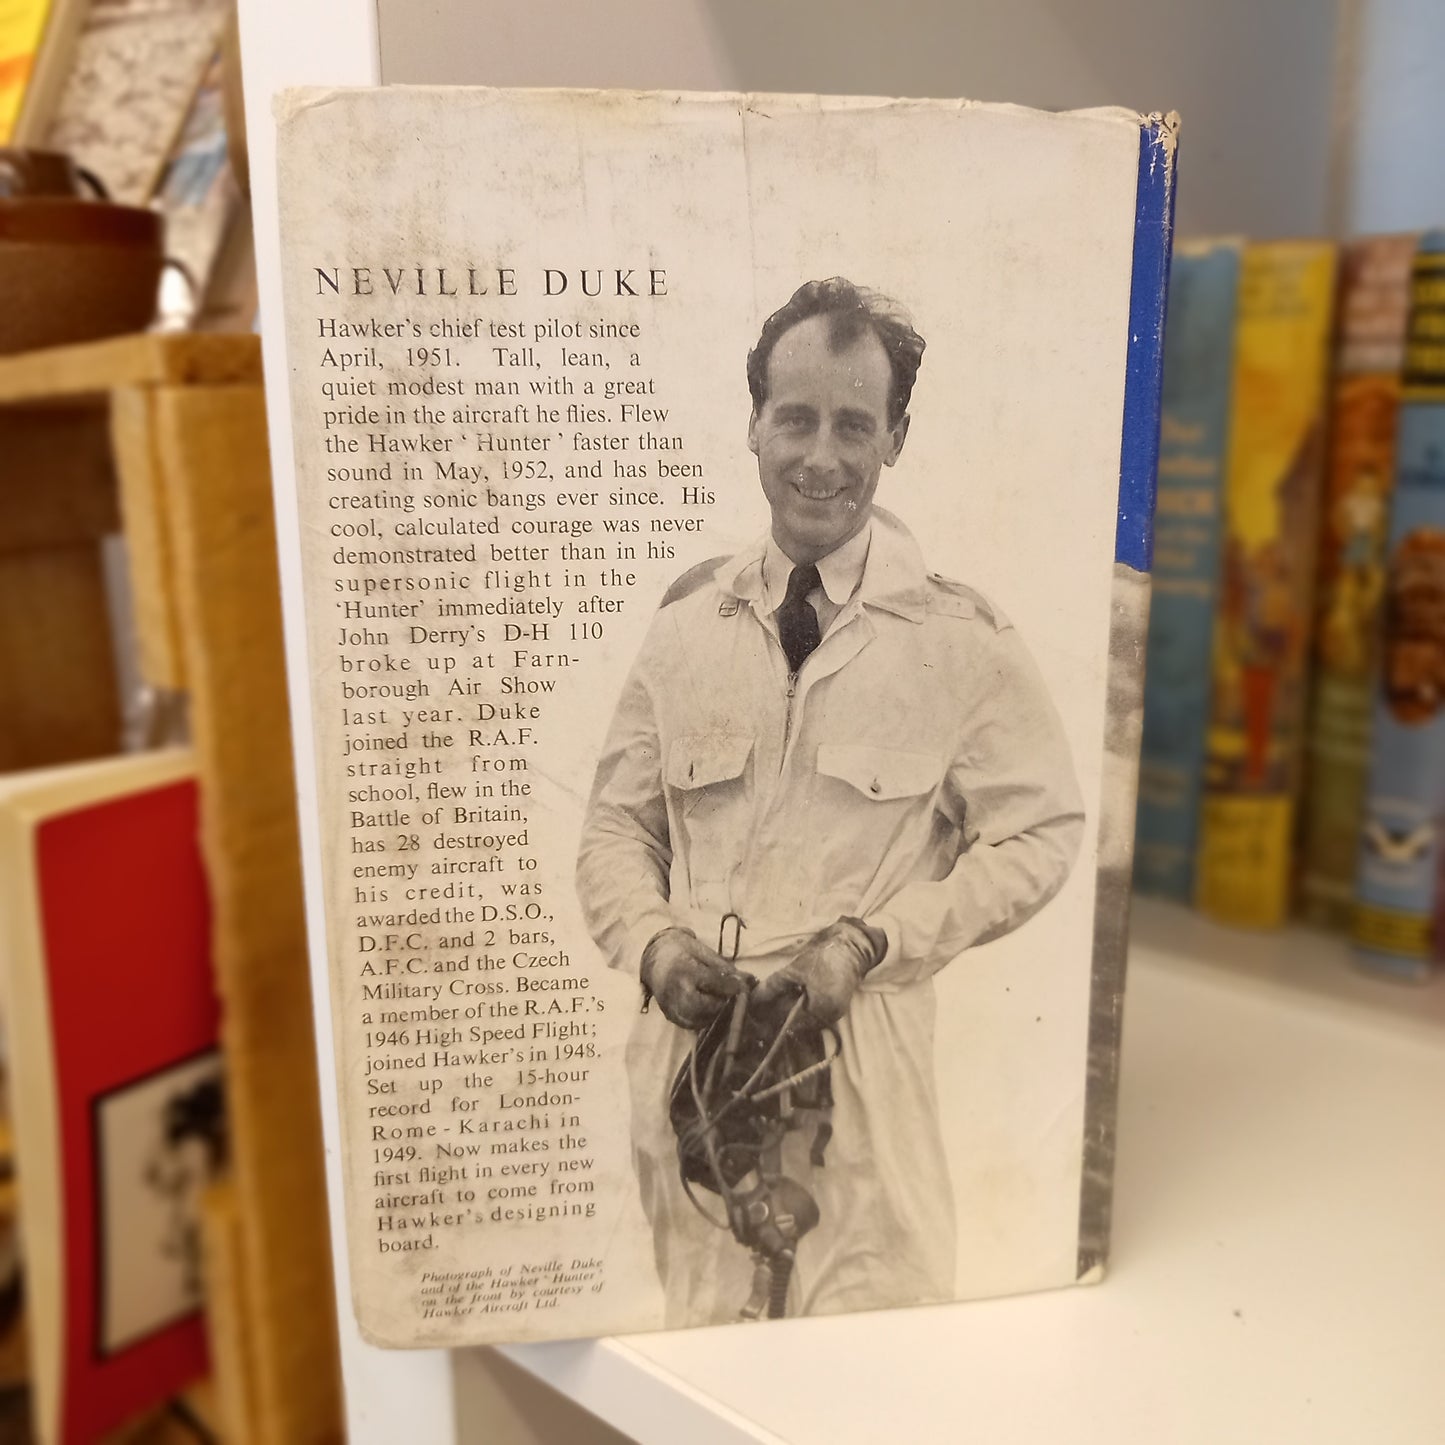 NEVILLE DUKE
Hawker's chief test pilot since
April, 1951. Tall, lean, a
quiet modest man with a great
pride in the aircraft he flies. Flew
the Hawker ‘ Hunter ’ faster than
sound in May, 1952, and has been
creating sonic bangs ever since. His
cool, calculated courage was never
demonstrated better than in his
supersonic flight in the
‘Hunter’ immediately after
John Derry's D-H 110
broke up at Farn-
borough Air Show
last year. Duke
joined the R.A.F.
straight from
school, flew in the
Battle of Britain,
has 28 destroyed
enemy aircraft to
his credit, was
awarded the D.S.O.,
D.F.C. and 2 bars,
A.F.C. and the Czech
Military Cross. Became
a member of the R.A.F.'s
1946 High Speed Flight;
joined Hawker's in 1948.
Set up the 15-hour
record for London-
Rome - Karachi in
1949. Now makes the
first flight in every new
aircraft to come from
Hawker's designing
board.
Photograph of Neville Duke
and of the Hawker ‘ Hunter ’
on the front by courtesy of
Hawker Aircraft Ltd.